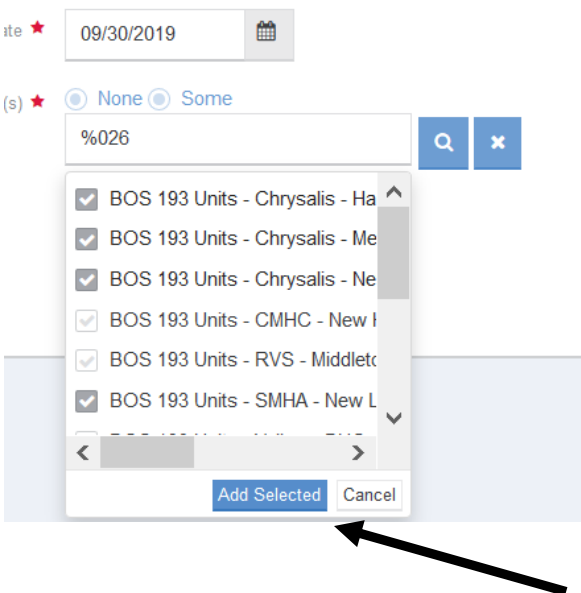 ate ★ 09/30/2019
(s) ★ None Some
%026
BOS 193 Units - Chrysalis - Ha
BOS 193 Units - Chrysalis - Me
BOS 193 Units - Chrysalis - Ne
BOS 193 Units - CMHC - New H
BOS 193 Units - RVS - Middleto
BOS 193 Units - SMHA - New L
Add Selected Cancel